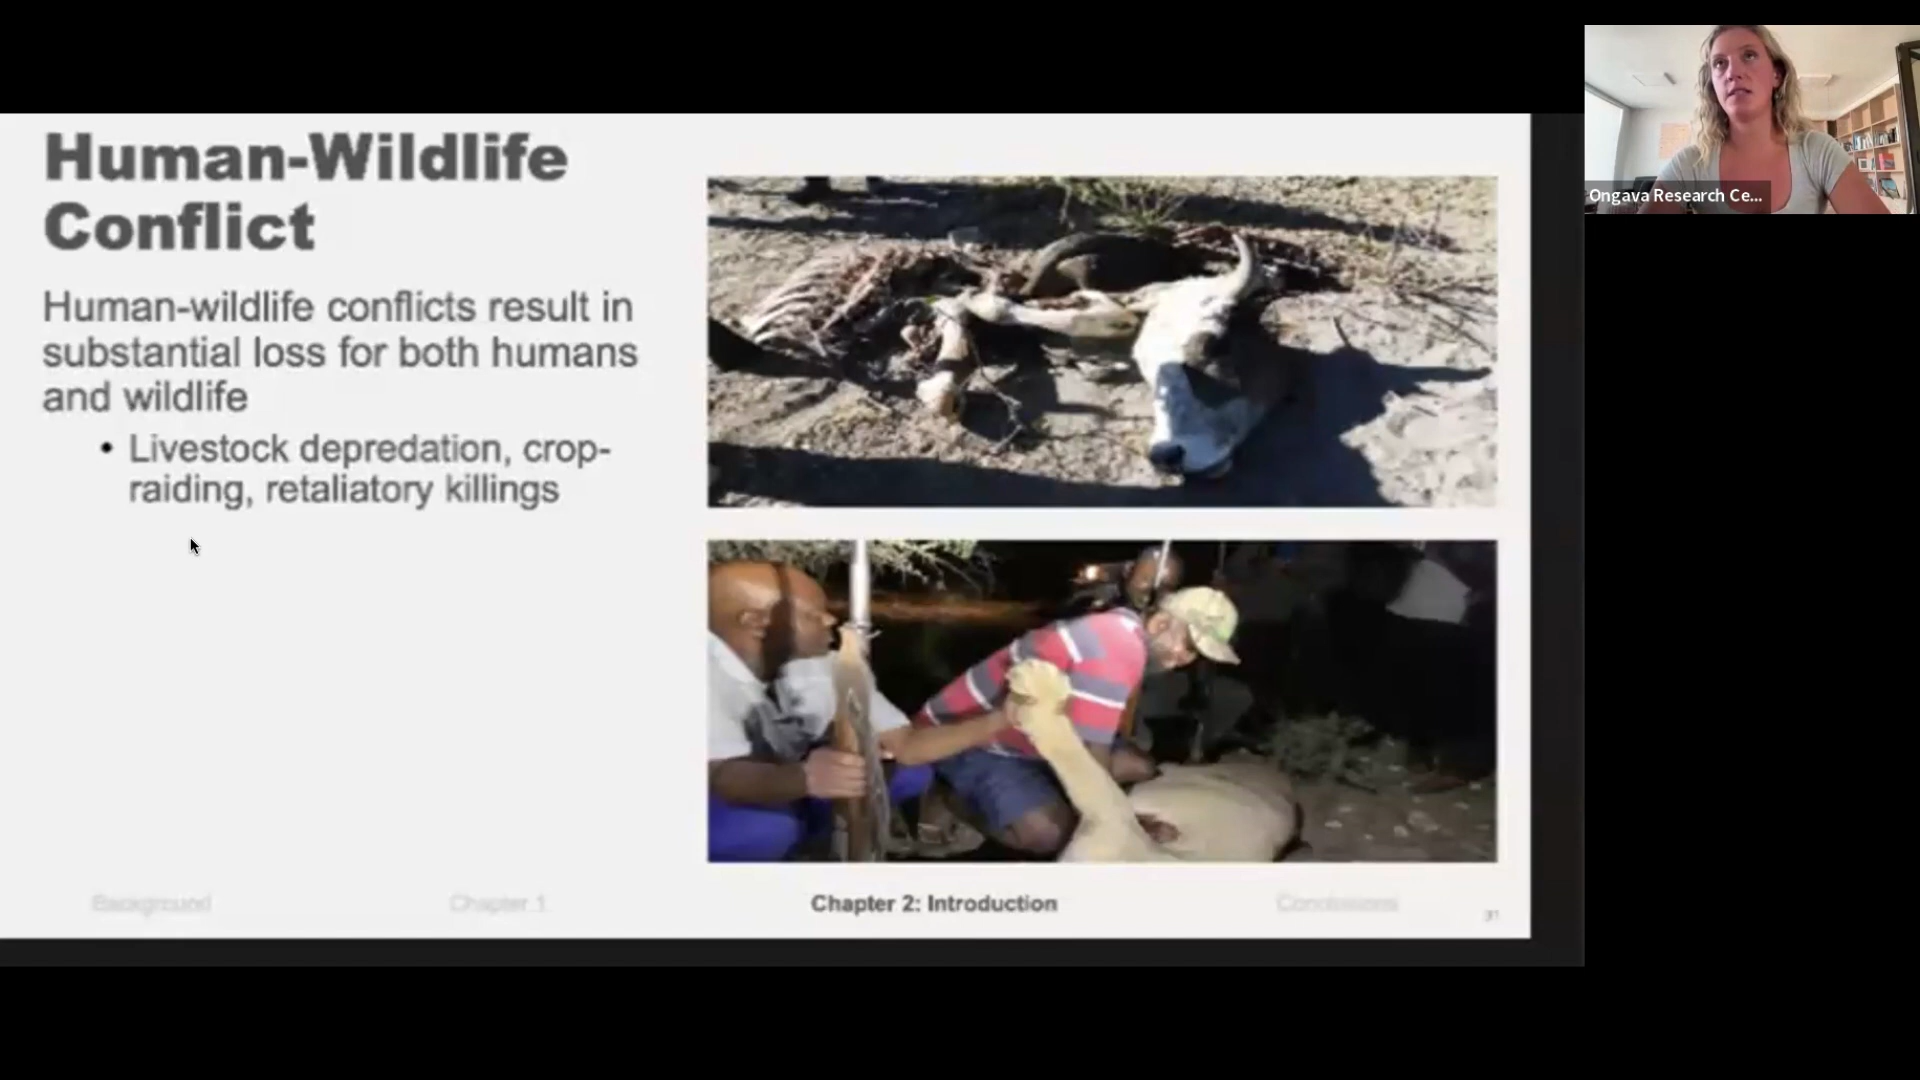 Human-Wildlife
Conflict
Human-wildlife conflicts result in
substantial loss for both humans
and wildlife
• Livestock depredation, crop-
raiding, retaliatory killings
Background
Chapter 1
Chapter 2: Introduction
Conclusions
31
Ongava Research Ce...